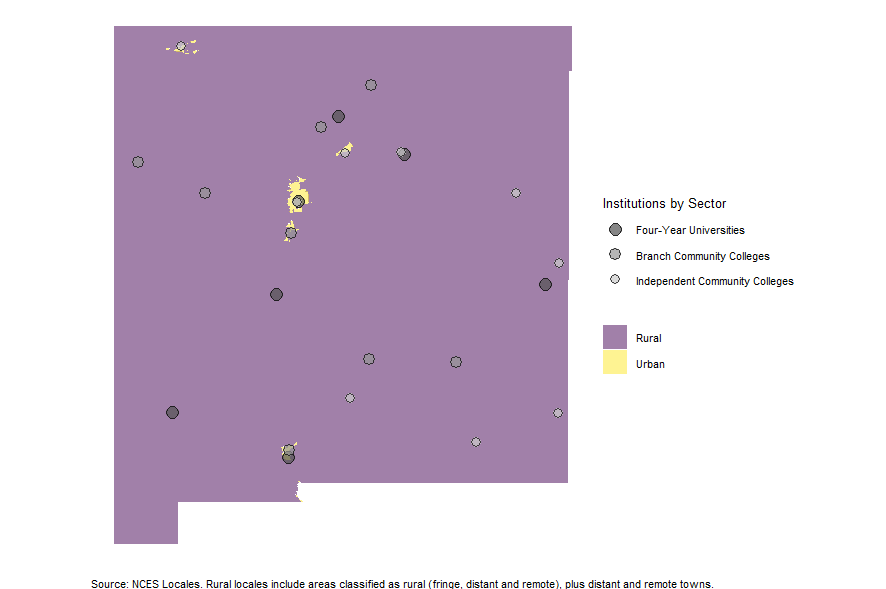 Institutions by Sector
Four-Year Universities
Branch Community Colleges
Independent Community Colleges
Rural
Urban
Source: NCES Locales. Rural locales include areas classified as rural (fringe, distant and remote), plus distant and remote towns.